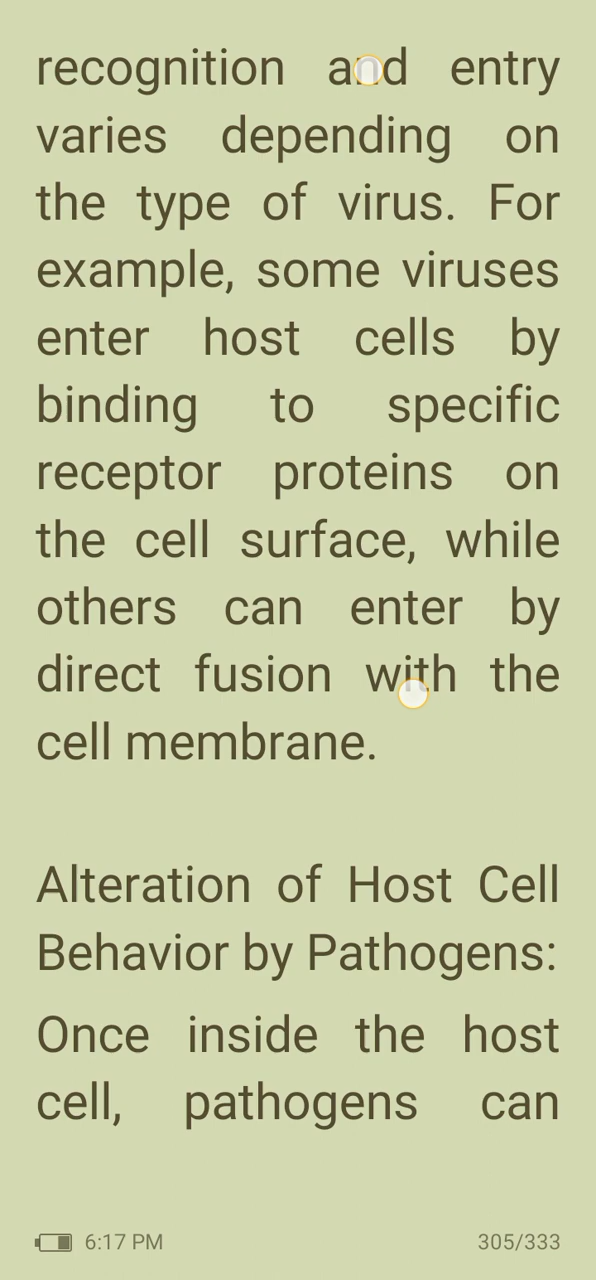 recognition and entry
varies depending on
the type of virus. For
example, some viruses
enter host cells by
binding to specific
receptor proteins on
the cell surface, while
others can enter by
direct fusion with the
cell membrane.
Alteration of Host Cell
Behavior by Pathogens:
Once inside the host
cell, pathogens can
6:17 PM 305/333